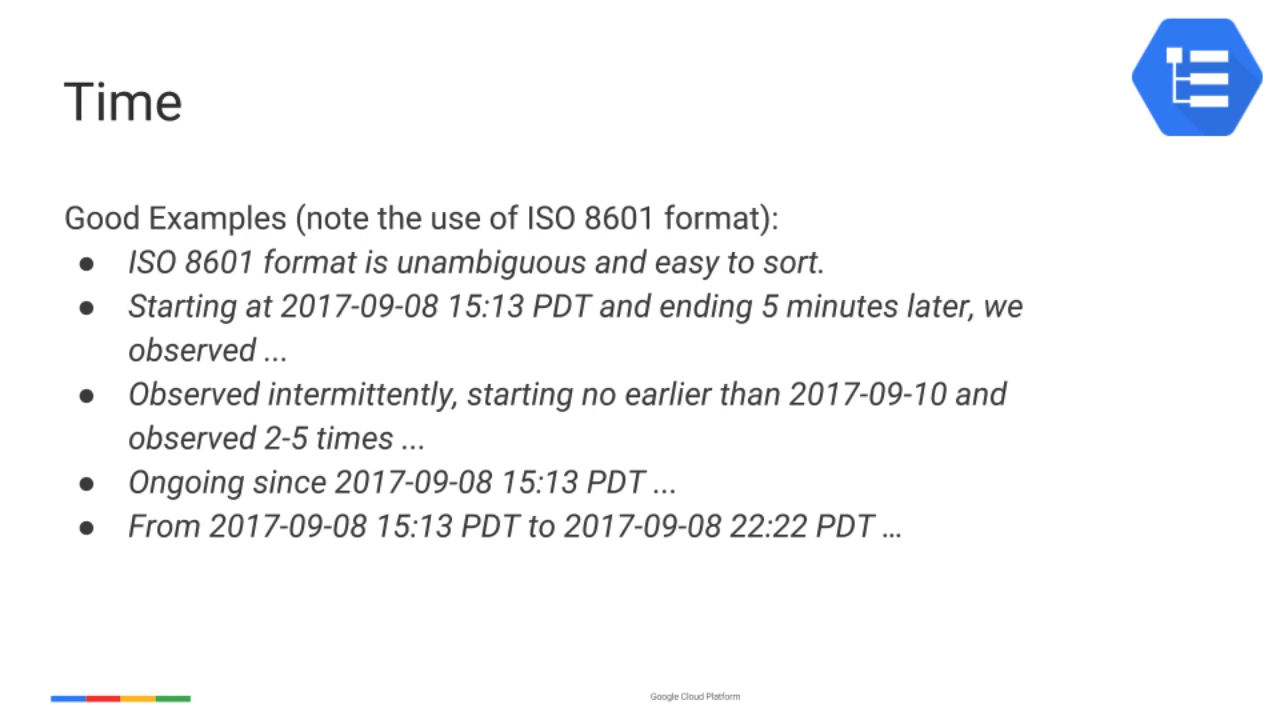 Time
Good Examples (note the use of ISO 8601 format):
● ISO 8601 format is unambiguous and easy to sort.
● Starting at 2017-09-08 15:13 PDT and ending 5 minutes later, we
observed ...
● Observed intermittently, starting no earlier than 2017-09-10 and
observed 2-5 times ...
● Ongoing since 2017-09-08 15:13 PDT ...
● From 2017-09-08 15:13 PDT to 2017-09-08 22:22 PDT …
Google Cloud Platform